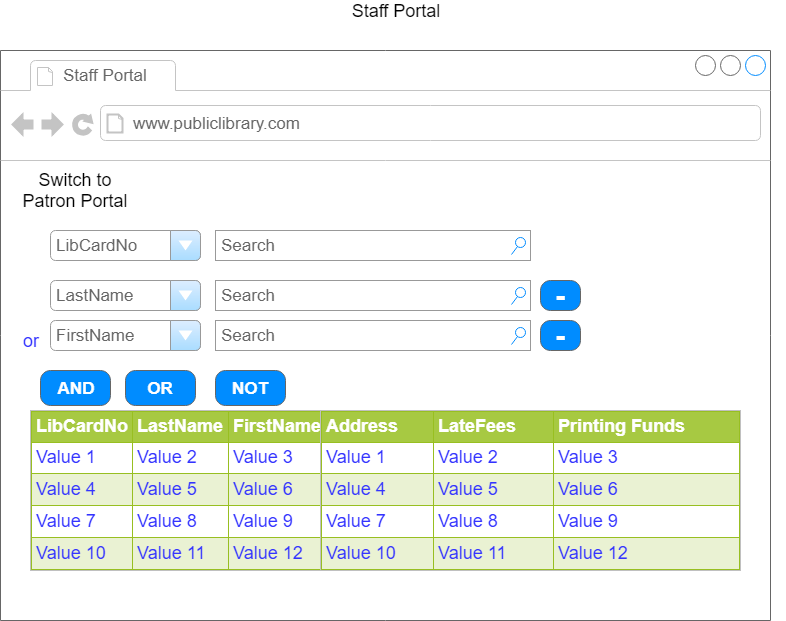 Staff Portal
Staff Portal
www.publiclibrary.com
Switch to
Patron Portal
LibCardNo Search
LastName Search -
or FirstName Search -
AND OR NOT
LibCardNo LastName FirstName Address LateFees Printing Funds
Value 1 Value 2 Value 3 Value 1 Value 2 Value 3
Value 4 Value 5 Value 6 Value 4 Value 5 Value 6
Value 7 Value 8 Value 9 Value 7 Value 8 Value 9
Value 10 Value 11 Value 12 Value 10 Value 11 Value 12